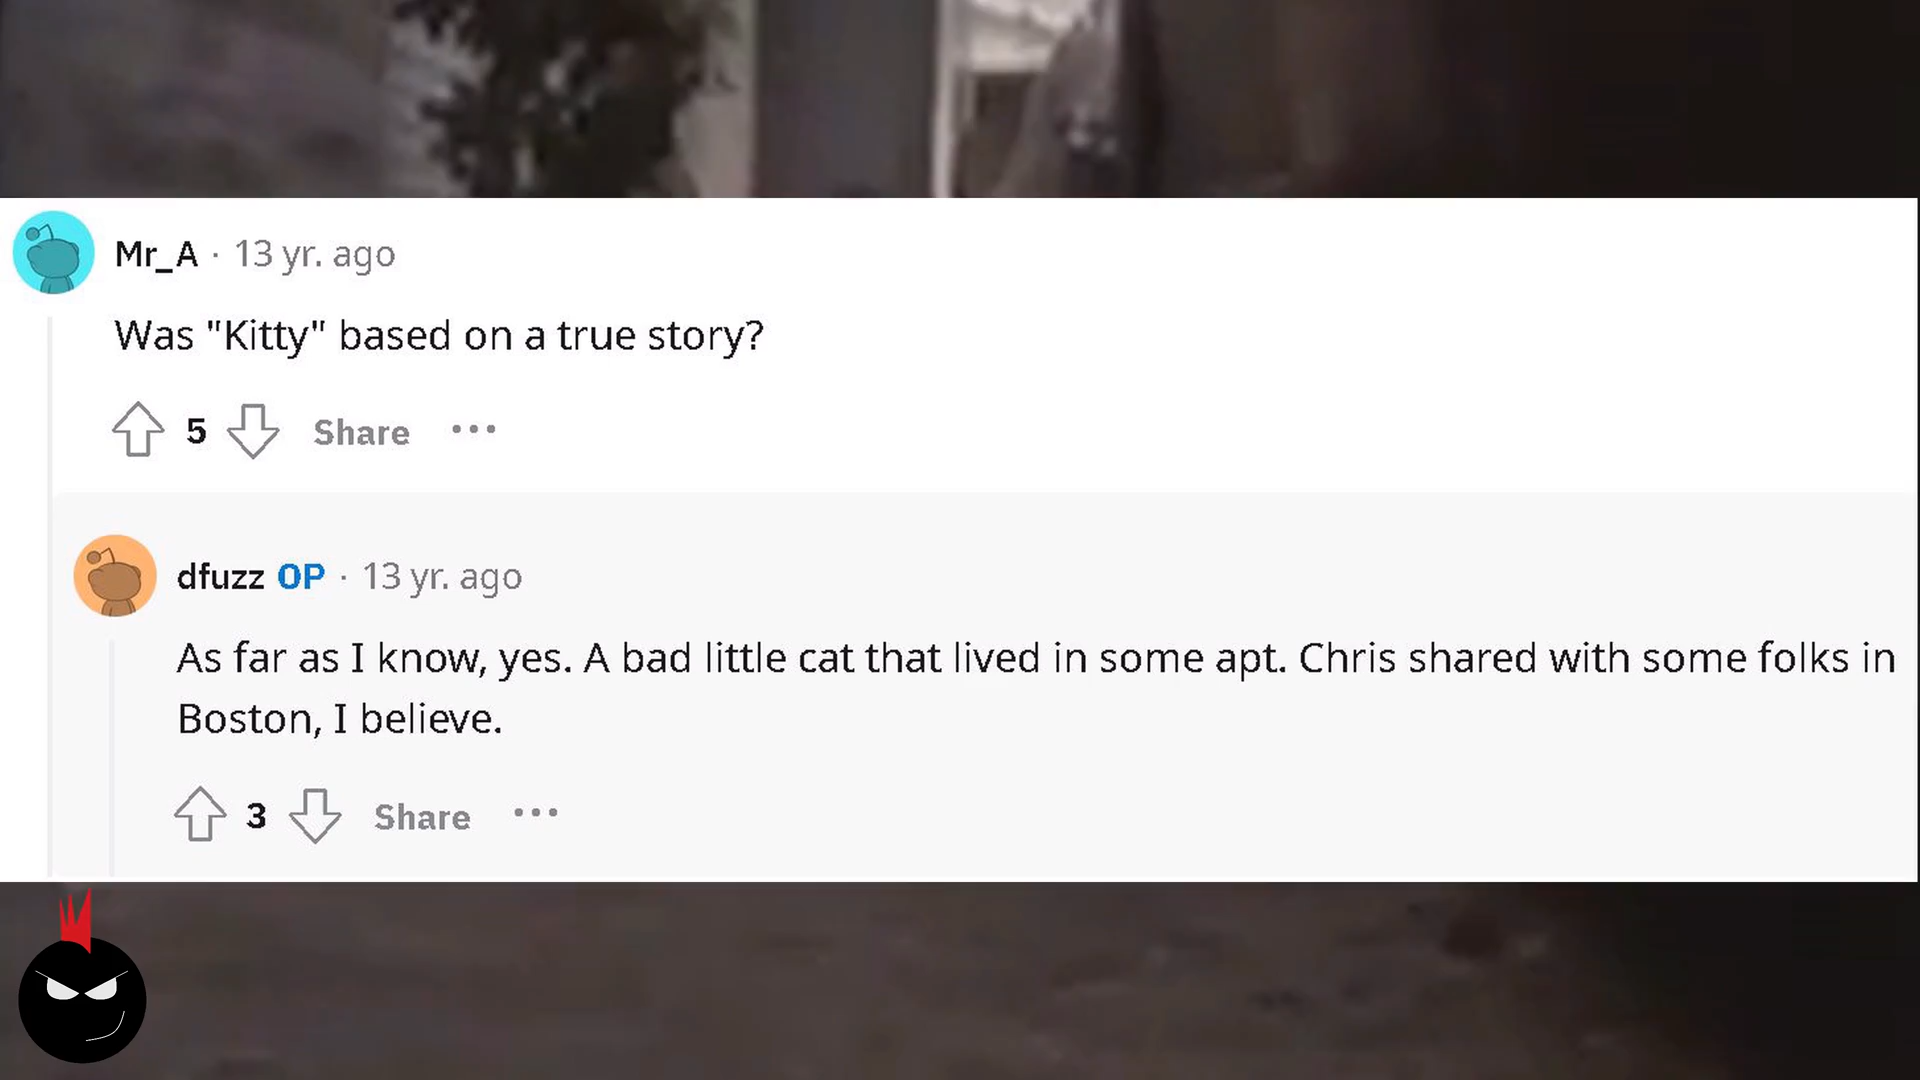 Mr_A · 13 yr. ago
Was "Kitty" based on a true story?
5 Share ···
dfuzz OP · 13 yr. ago
As far as I know, yes. A bad little cat that lived in some apt. Chris shared with some folks in
Boston, I believe.
3 Share ···